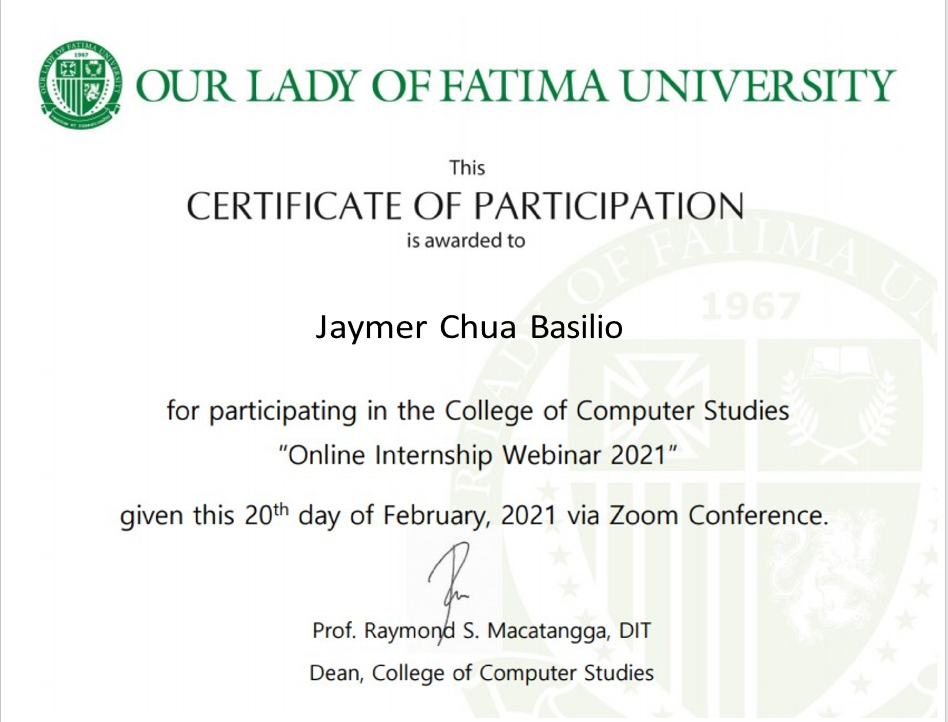 OUR LADY OF FATIMA UNIVERSITY
This
CERTIFICATE OF PARTICIPATION
is awarded to
Jaymer Chua Basilio
for participating in the College of Computer Studies
“Online Internship Webinar 2021”
given this 20th day of February, 2021 via Zoom Conference.
Prof. Raymond S. Macatangga, DIT
Dean, College of Computer Studies
1967